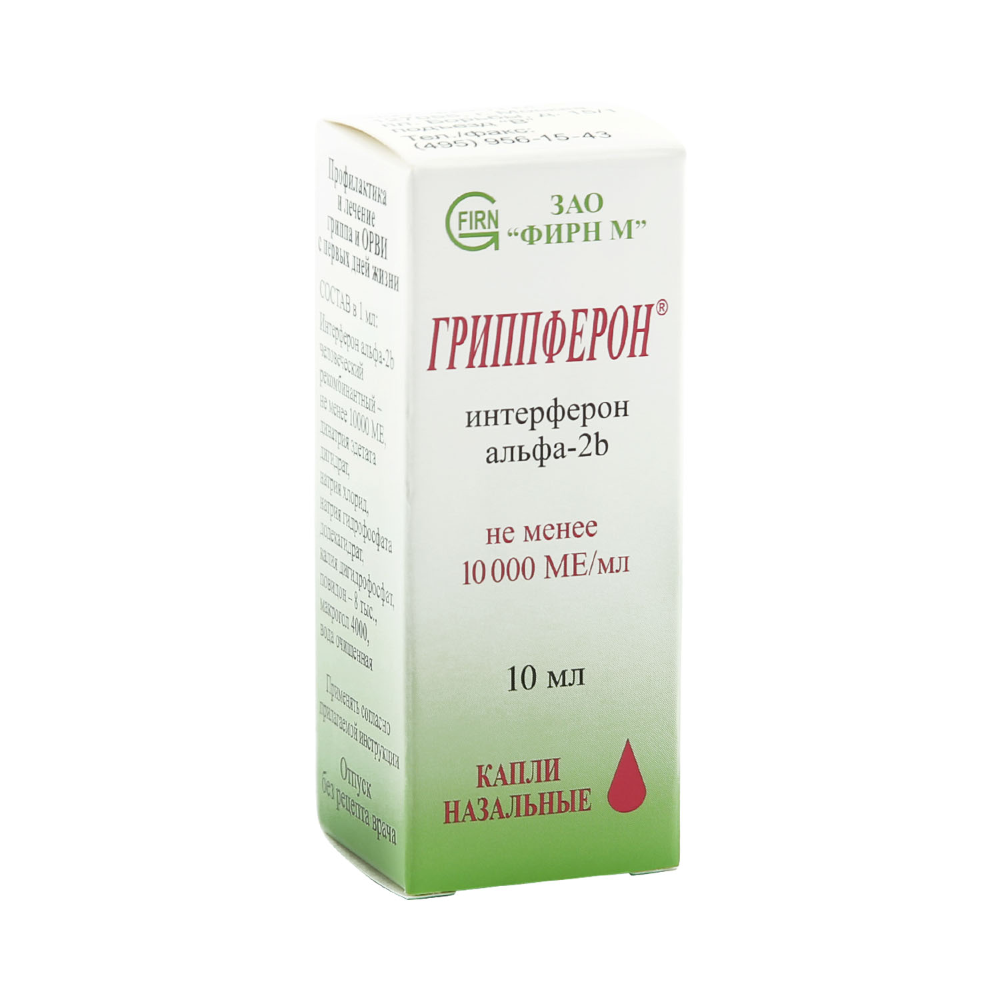 пл. Борьбы, д. 15/1
подъезд "В"
Тел./факс:
(495) 956-15-43
FIRN
ЗАО
“ФИРН М”
ГРИППФЕРОН®
интерферон
альфа-2b
не менее
10 000 МЕ/мл
10 мл
КАПЛИ
НАЗАЛЬНЫЕ
Профилактика
и лечение
гриппа и ОРВИ
с первых дней жизни
СОСТАВ в 1 мл:
Интерферон альфа-2b
человеческий
рекомбинантный –
не менее 10000 МЕ,
динатрия эдетата
дигидрат,
натрия хлорид,
натрия гидрофосфата
додекагидрат,
калия дигидрофосфат,
повидон – 8 тыс.,
макрогол 4000,
вода очищенная
Применять согласно
прилагаемой инструкции
Отпуск
без рецепта врача